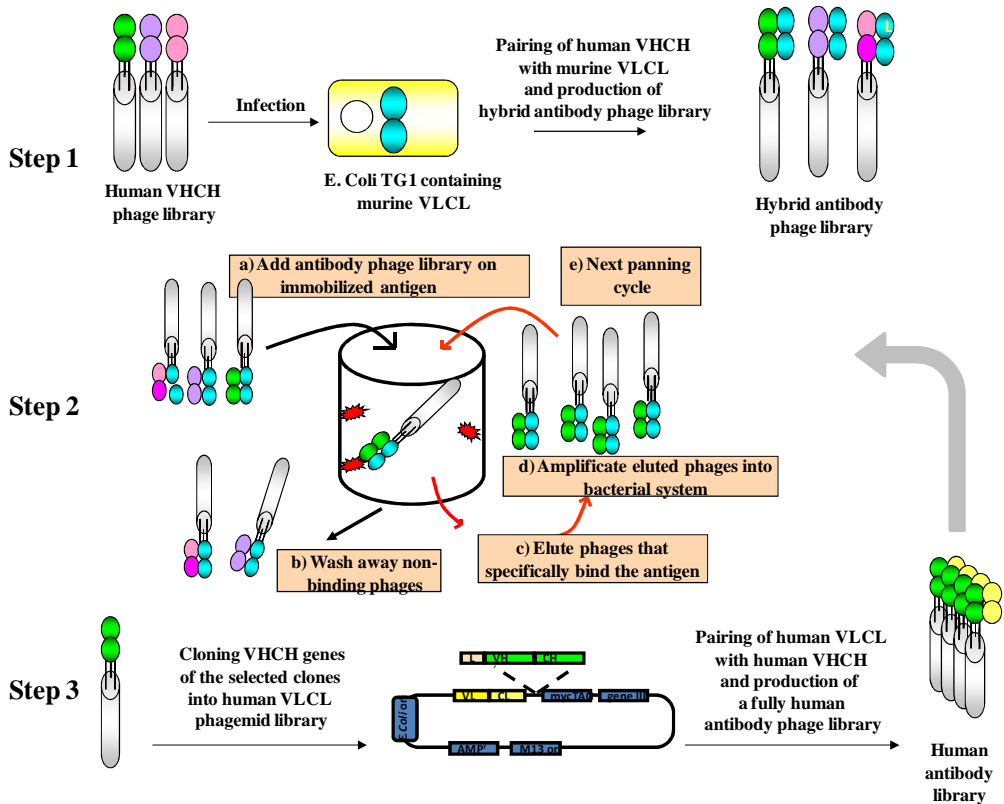 Step 1
Human VHCH
phage library
Infection
E. Coli TG1 containing
murine VLCL
Pairing of human VHCH
with murine VLCL
and production of
hybrid antibody phage library
L
Hybrid antibody
phage library
Step 2
a) Add antibody phage library on
immobilized antigen
e) Next panning
cycle
d) Amplificate eluted phages into
bacterial system
b) Wash away non-
binding phages
c) Elute phages that
specifically bind the antigen
Step 3
Cloning VHCH genes
of the selected clones
into human VLCL
phagemid library
L VH CH
VL CL mycTAG gene III
E.Coli ori
AMPr M13 ori
Pairing of human VLCL
with human VHCH
and production of
a fully human
antibody phage library
Human
antibody
library